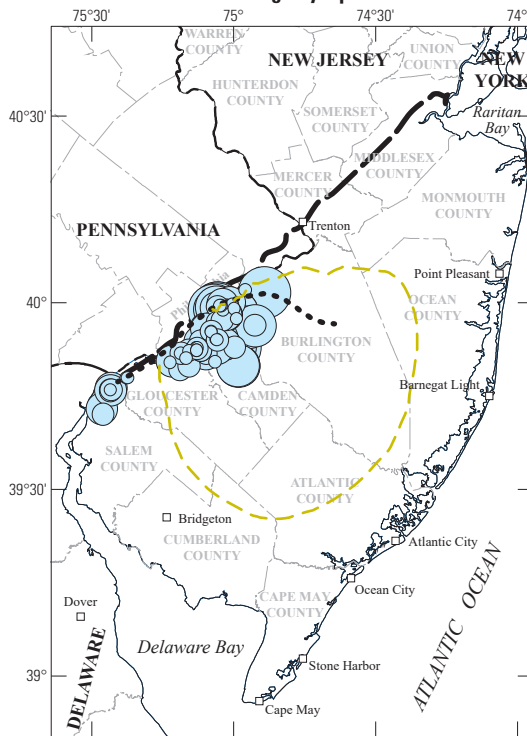 75°30'
75°
74°30'
74°
WARREN
COUNTY
NEW JERSEY
UNION
COUNTY
NEW
YORK
HUNTERDON
COUNTY
SOMERSET
COUNTY
Raritan
Bay
40°30'
MIDDLESEX
COUNTY
MERCER
COUNTY
MONMOUTH
COUNTY
PENNSYLVANIA
Trenton
Point Pleasant
Philadelphia
OCEAN
COUNTY
40°
BURLINGTON
COUNTY
Barnegat Light
GLOUCESTER
COUNTY
CAMDEN
COUNTY
SALEM
COUNTY
ATLANTIC
COUNTY
39°30'
Bridgeton
CUMBERLAND
COUNTY
Atlantic City
Ocean City
CAPE MAY
COUNTY
Dover
Delaware Bay
ATLANTIC OCEAN
DELAWARE
Stone Harbor
39°
Cape May